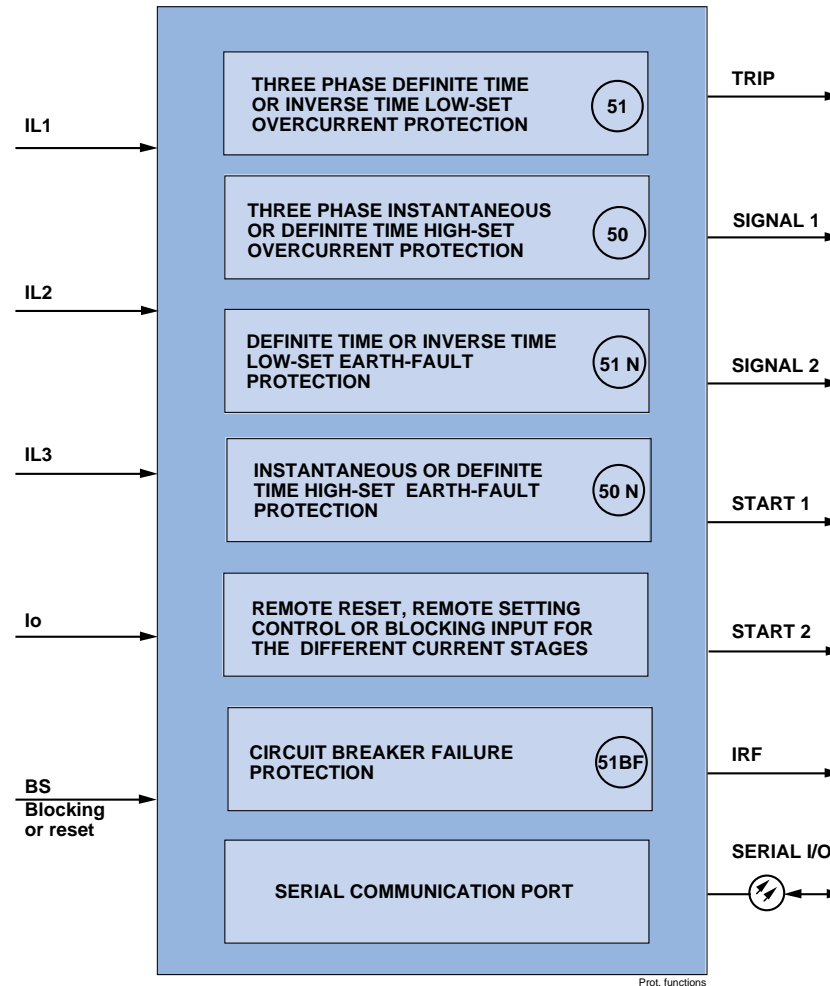 IL1
IL2
IL3
Io
BS
Blocking
or reset
THREE PHASE DEFINITE TIME
OR INVERSE TIME LOW-SET
OVERCURRENT PROTECTION
51
THREE PHASE INSTANTANEOUS
OR DEFINITE TIME HIGH-SET
OVERCURRENT PROTECTION
50
DEFINITE TIME OR INVERSE TIME
LOW-SET EARTH-FAULT
PROTECTION
51 N
INSTANTANEOUS OR DEFINITE
TIME HIGH-SET EARTH-FAULT
PROTECTION
50 N
REMOTE RESET, REMOTE SETTING
CONTROL OR BLOCKING INPUT FOR
THE DIFFERENT CURRENT STAGES
CIRCUIT BREAKER FAILURE
PROTECTION
51BF
SERIAL COMMUNICATION PORT
TRIP
SIGNAL 1
SIGNAL 2
START 1
START 2
IRF
SERIAL I/O
Prot. functions